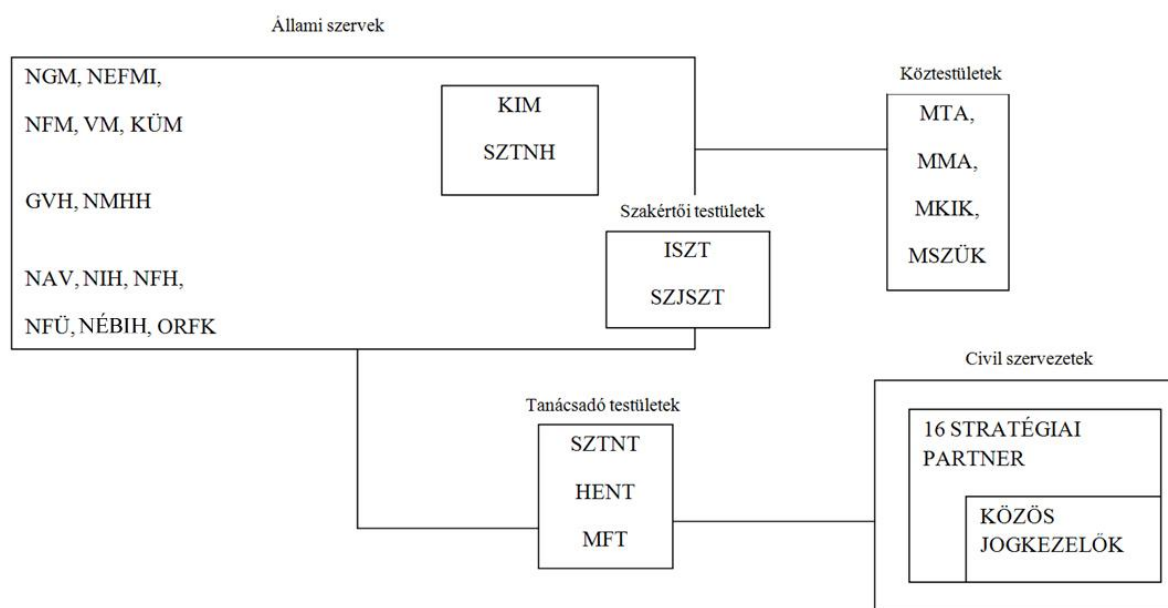 Állami szervek
NGM, NEFMI,
NFM, VM, KÜM
GVH, NMHH
NAV, NIH, NFH,
NFÜ, NÉBIH, ORFK
KIM
SZTNH
Szakértői testületek
ISZT
SZJSZT
Köztestületek
MTA,
MMA,
MKIK,
MSZÜK
Tanácsadó testületek
SZTNT
HENT
MFT
Civil szervezetek
16 STRATÉGIAI
PARTNER
KÖZÖS
JOGKEZELŐK